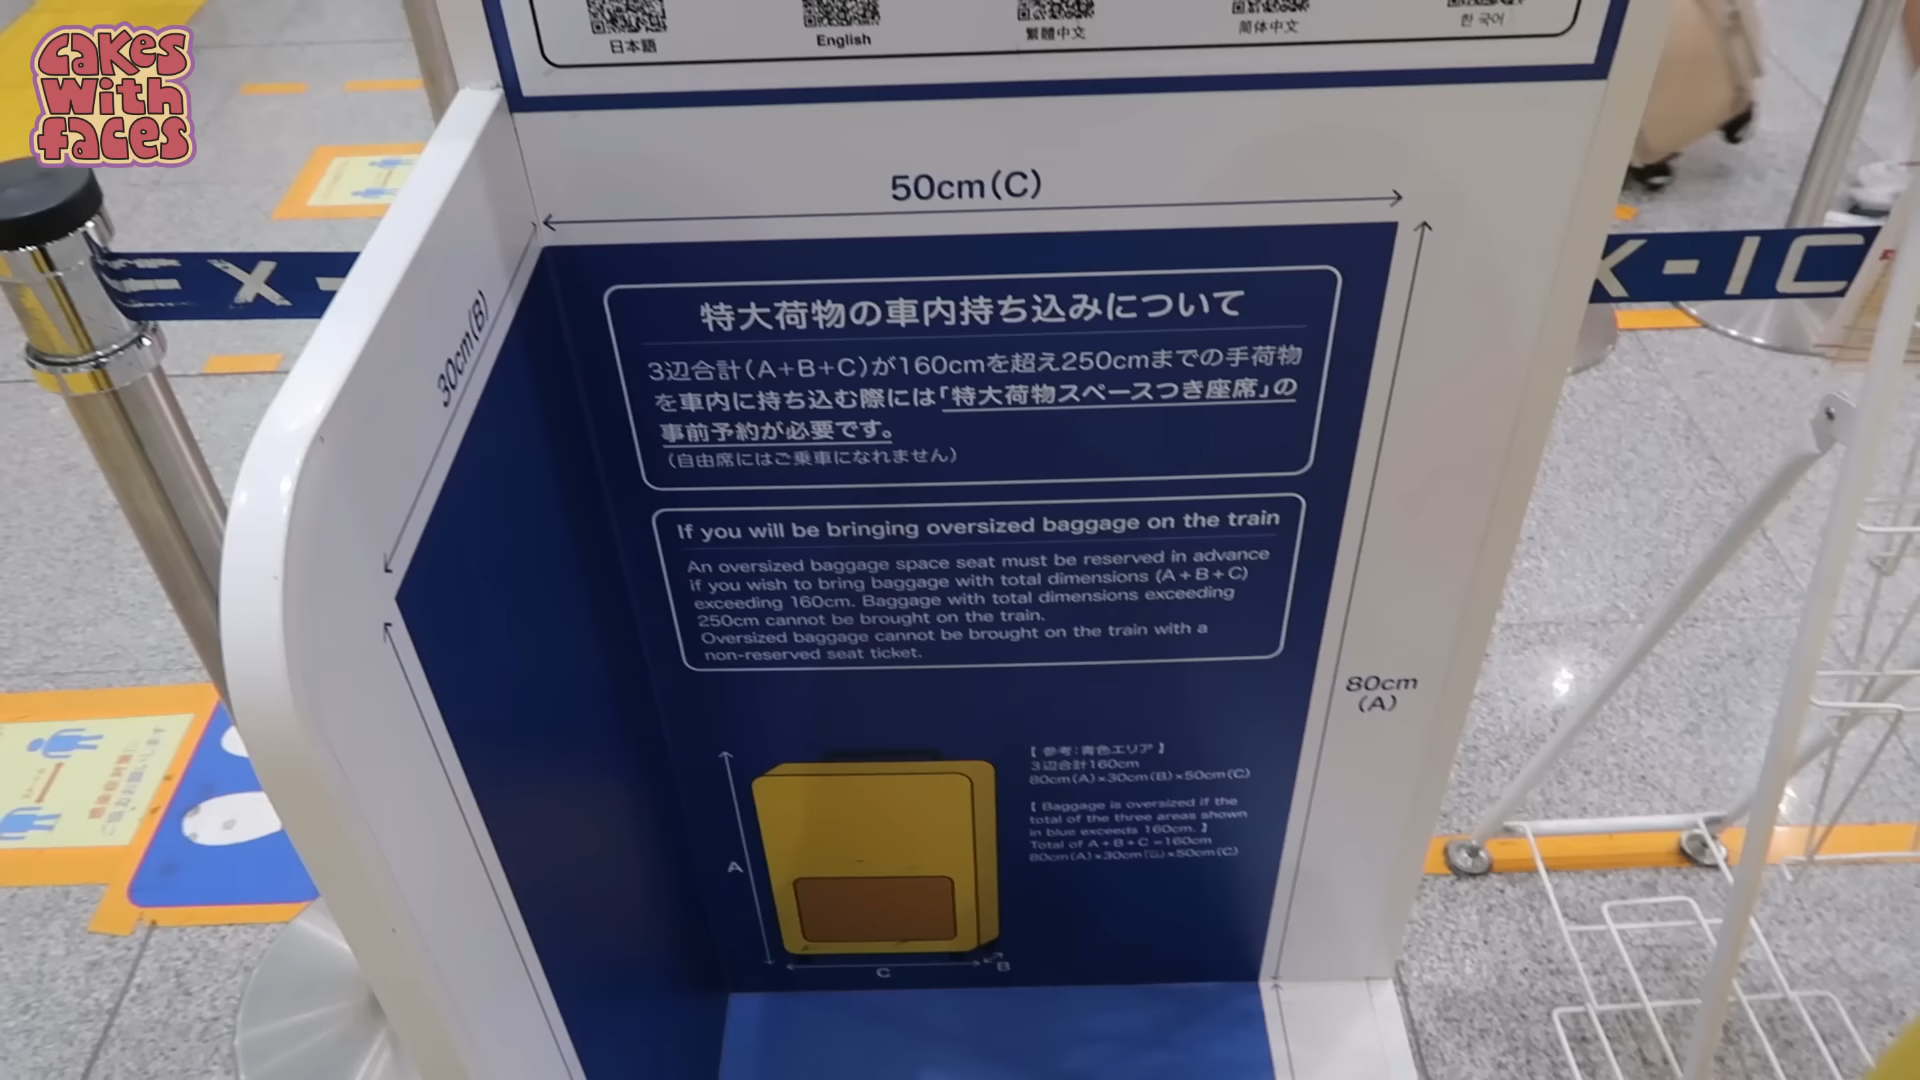 Cakes
With
faces
日本語
English
繁體中文
简体中文
한국어
50cm(C)
EX-
X-IC
30cm(B)
特大荷物の車内持ち込みについて
3辺合計(A+B+C)が160cmを超え250cmまでの手荷物
を車内に持ち込む際には「特大荷物スペースつき座席」の
事前予約が必要です。
(自由席にはご乗車になれません)
If you will be bringing oversized baggage on the train
An oversized baggage space seat must be reserved in advance
if you wish to bring baggage with total dimensions (A+B+C)
exceeding 160cm. Baggage with total dimensions exceeding
250cm cannot be brought on the train.
Oversized baggage cannot be brought on the train with a
non-reserved seat ticket.
80cm
(A)
【 参考:青色エリア 】
3辺合計160cm
80cm(A)×30cm(B)×50cm(C)
【 Baggage is oversized if the
total of the three areas shown
in blue exceeds 160cm. 】
Total of A+B+C=160cm
80cm(A)×30cm(B)×50cm(C)
A
C
B